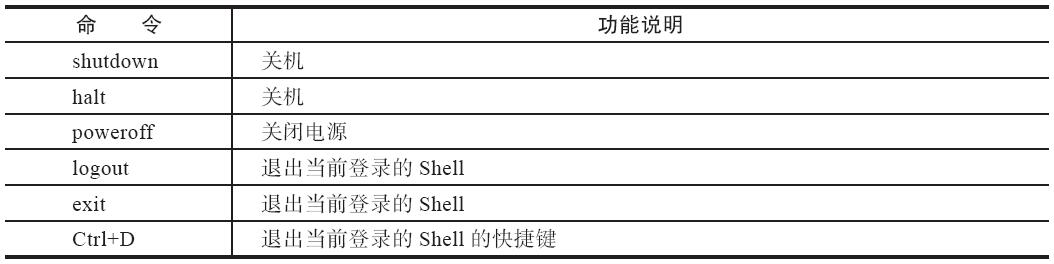 命 令 功能说明
shutdown 关机
halt 关机
poweroff 关闭电源
logout 退出当前登录的 Shell
exit 退出当前登录的 Shell
Ctrl+D 退出当前登录的 Shell 的快捷键